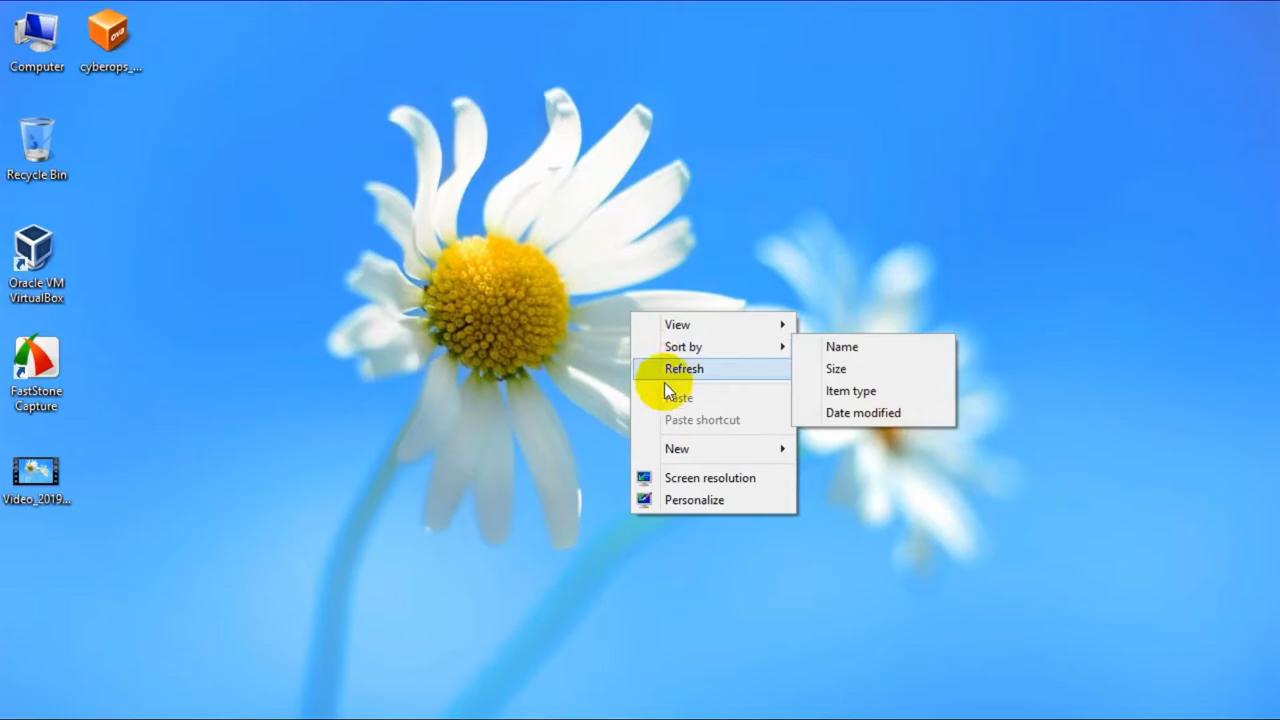 Computer
cyberops_...
ova
Recycle Bin
Oracle VM
VirtualBox
FastStone
Capture
Video_2019...
View
Sort by
Refresh
Paste
Paste shortcut
New
Screen resolution
Personalize
Name
Size
Item type
Date modified